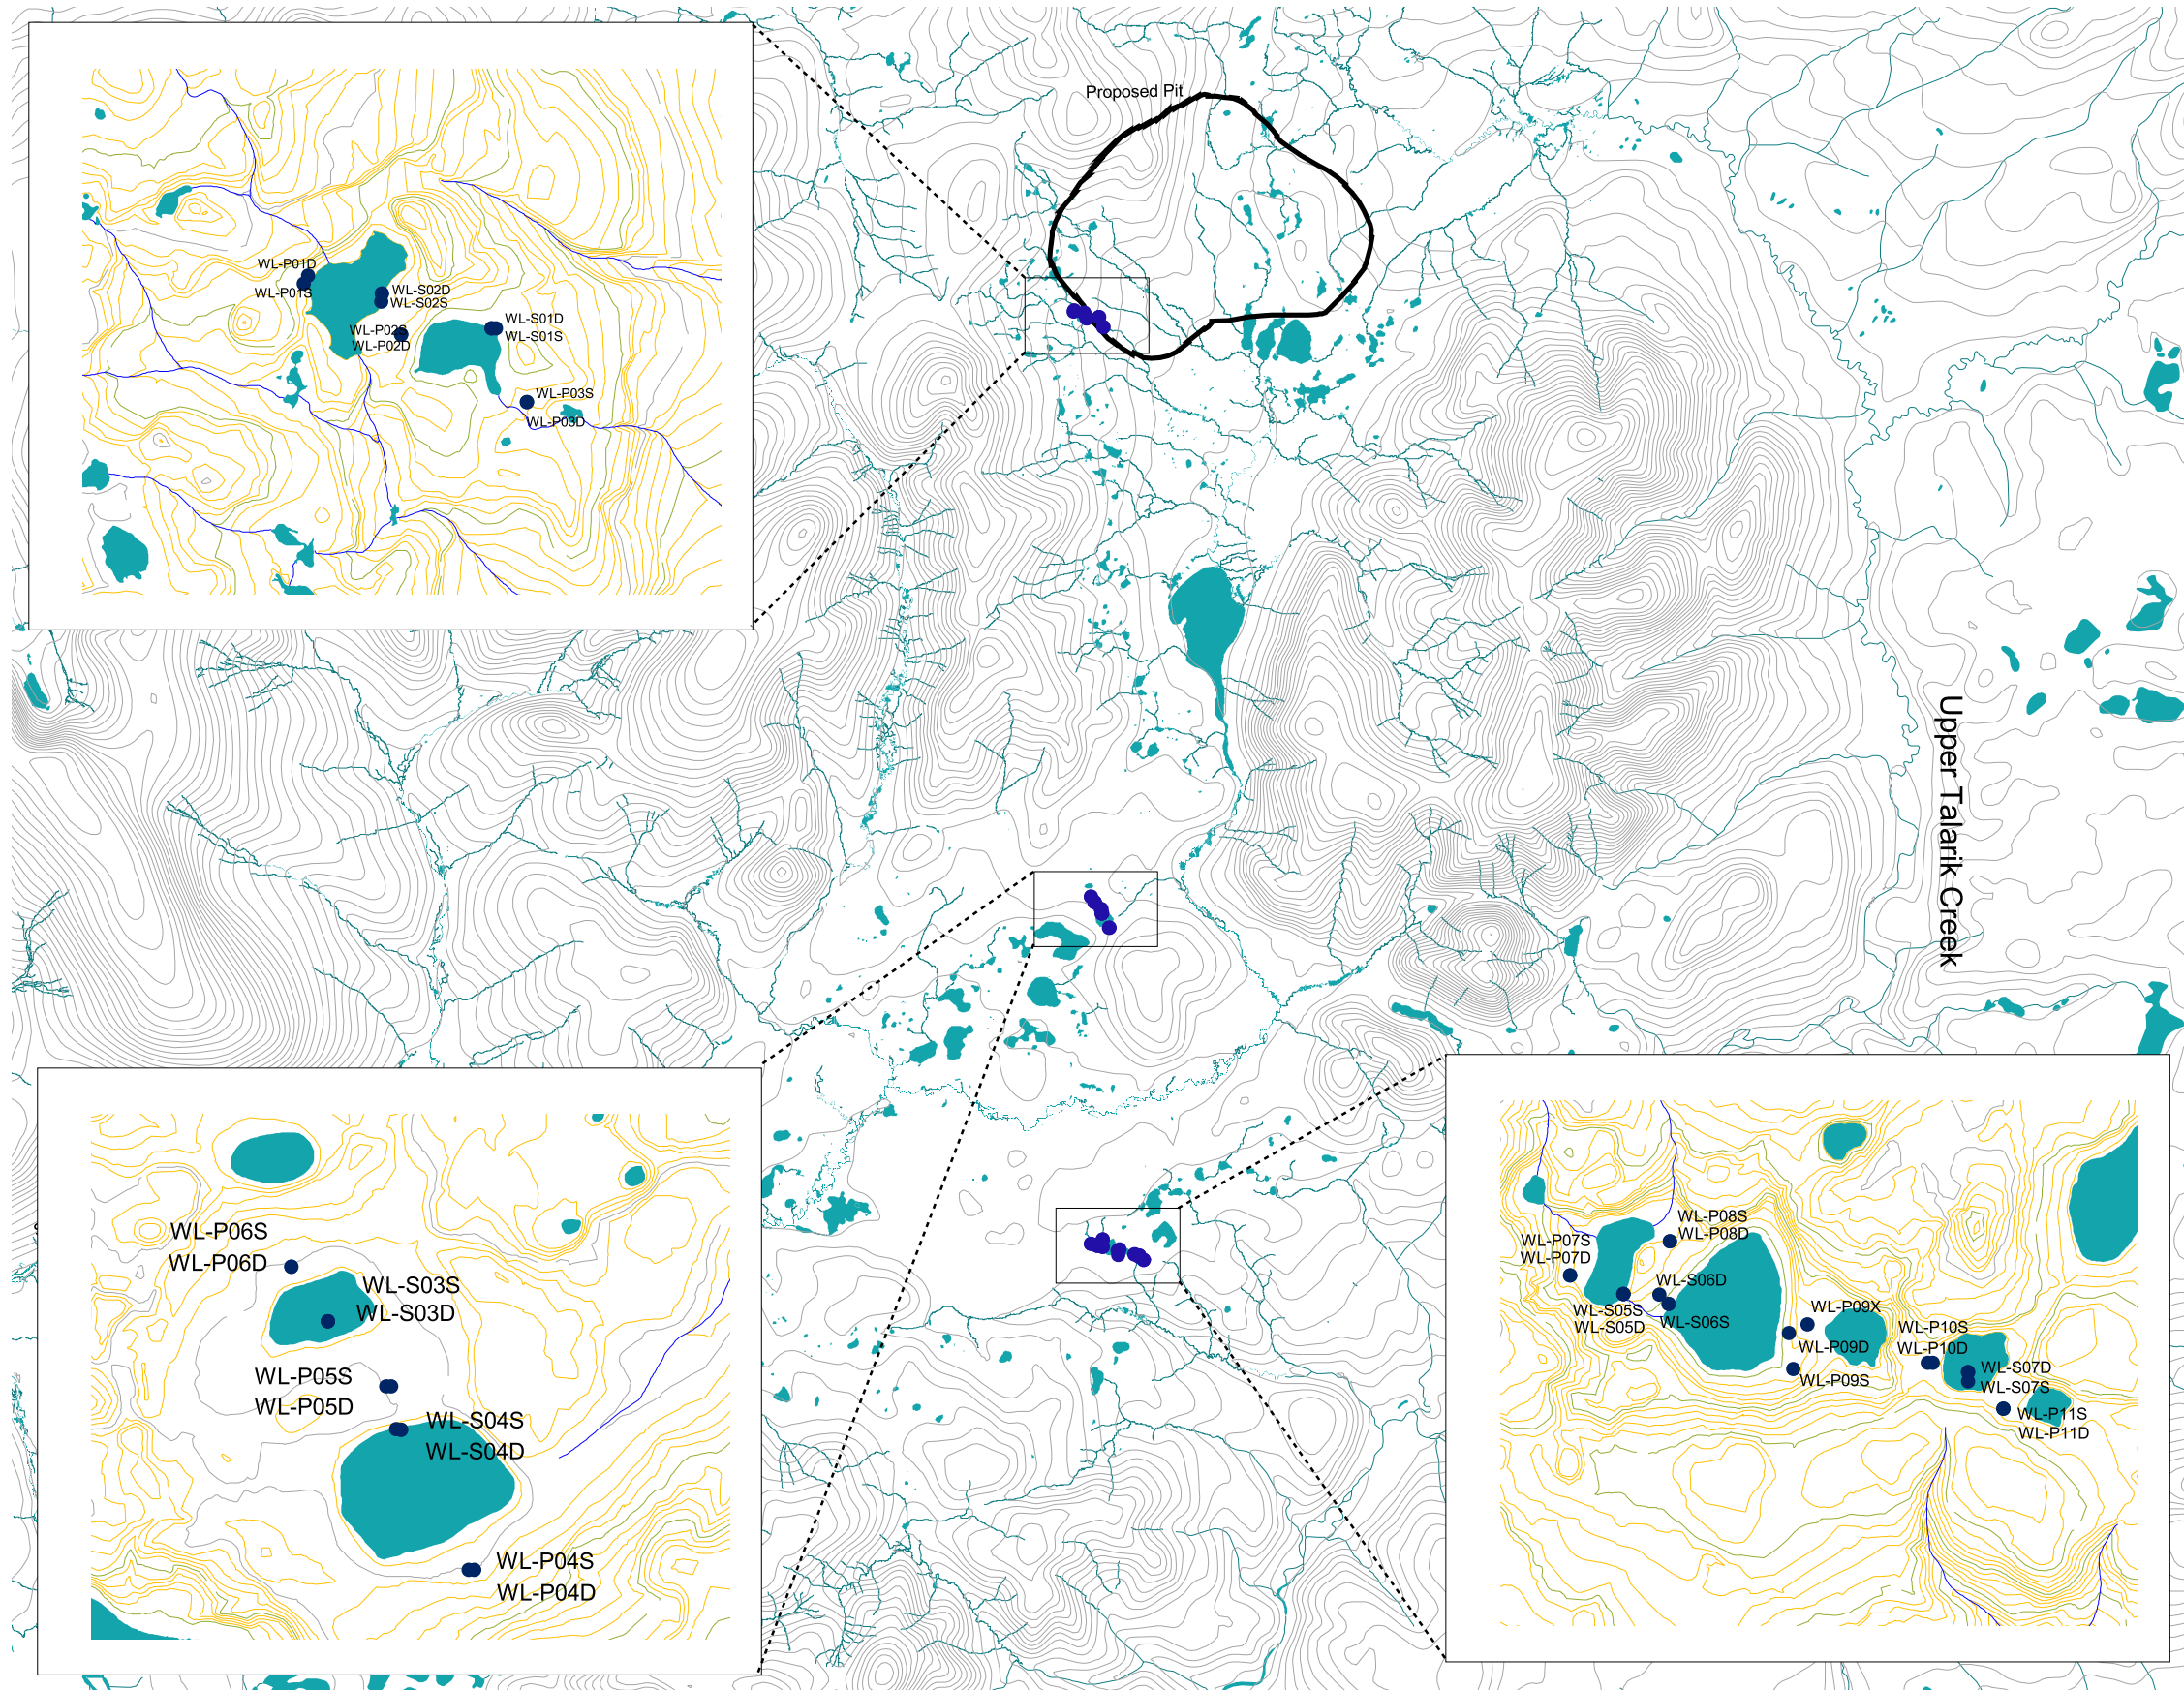 Proposed Pit
WL-P01D
WL-P01S
WL-S02D
WL-S02S
WL-P02S
WL-P02D
WL-S01D
WL-S01S
WL-P03S
WL-P03D
Upper Talarik Creek
WL-P06S
WL-P06D
WL-S03S
WL-S03D
WL-P05S
WL-P05D
WL-S04S
WL-S04D
WL-P04S
WL-P04D
WL-P08S
WL-P08D
WL-P07S
WL-P07D
WL-S06D
WL-S05S
WL-S05D
WL-S06S
WL-P09X
WL-P09D
WL-P09S
WL-P10S
WL-P10D
WL-S07D
WL-S07S
WL-P11S
WL-P11D